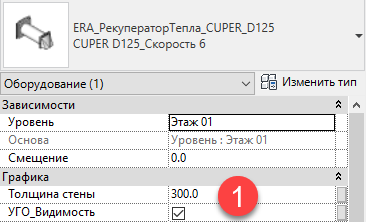 ERA_РекуператорТепла_CUPER_D125
CUPER D125_Скорость 6
Оборудование (1)
Изменить тип
Зависимости
Уровень Этаж 01
Основа Уровень : Этаж 01
Смещение 0.0
Графика
Толщина стены 300.0
1
УГО_Видимость